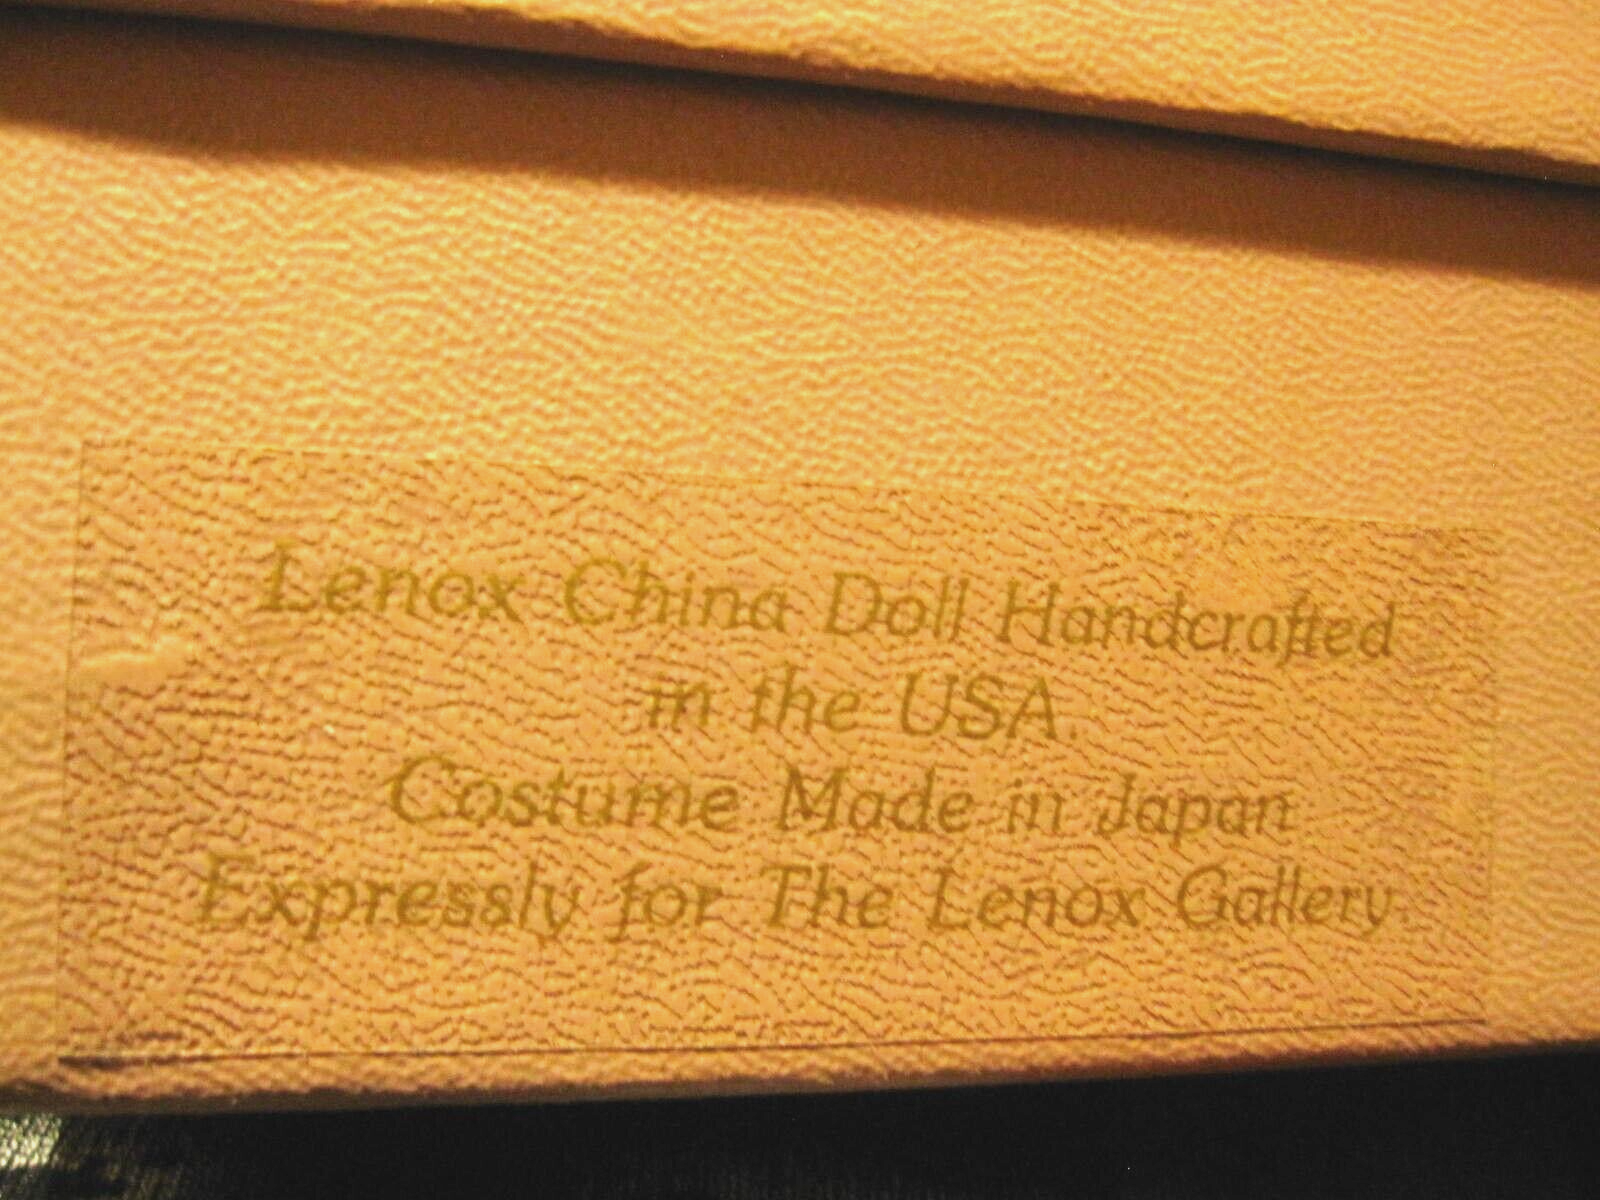 Lenox China Doll Handcrafted
in the USA.
Costume Made in Japan
Expressly for The Lenox Gallery